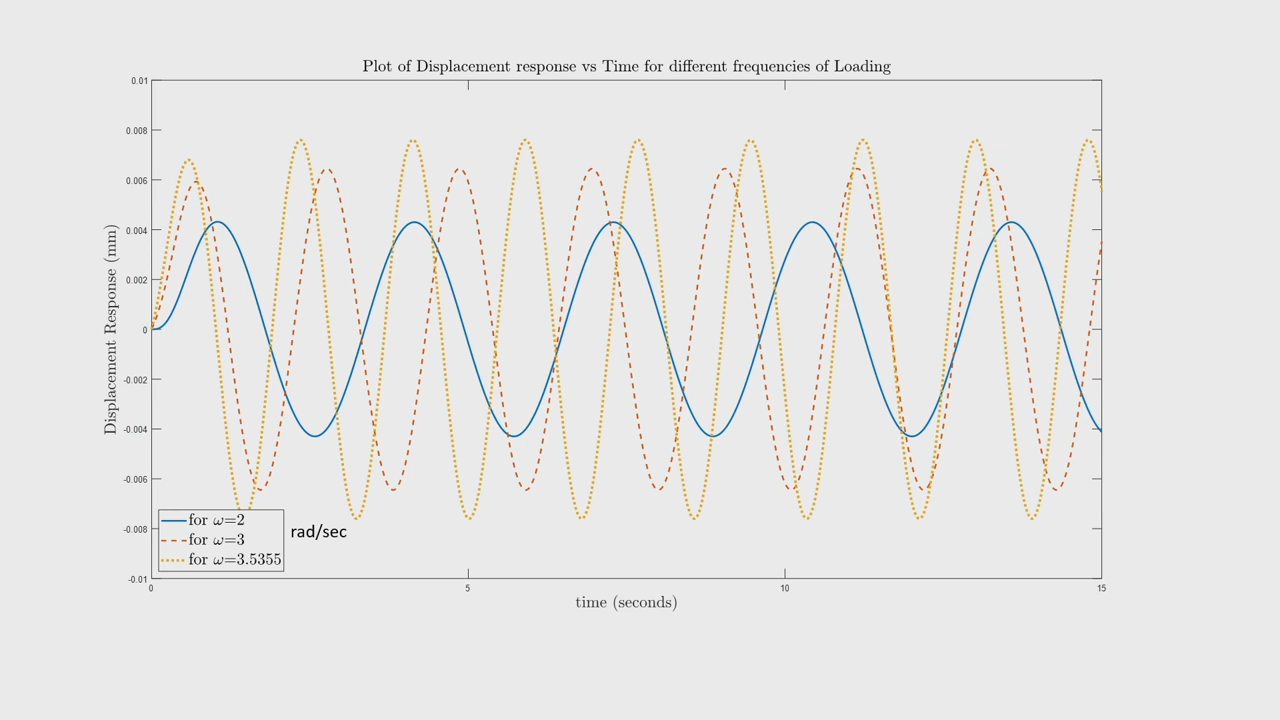 Plot of Displacement response vs Time for different frequencies of Loading
0.01
0.008
0.006
0.004
0.002
0
-0.002
-0.004
-0.006
-0.008
-0.01
Displacement Response (mm)
for ω=2
for ω=3
for ω=3.5355
rad/sec
0 5 10 15
time (seconds)